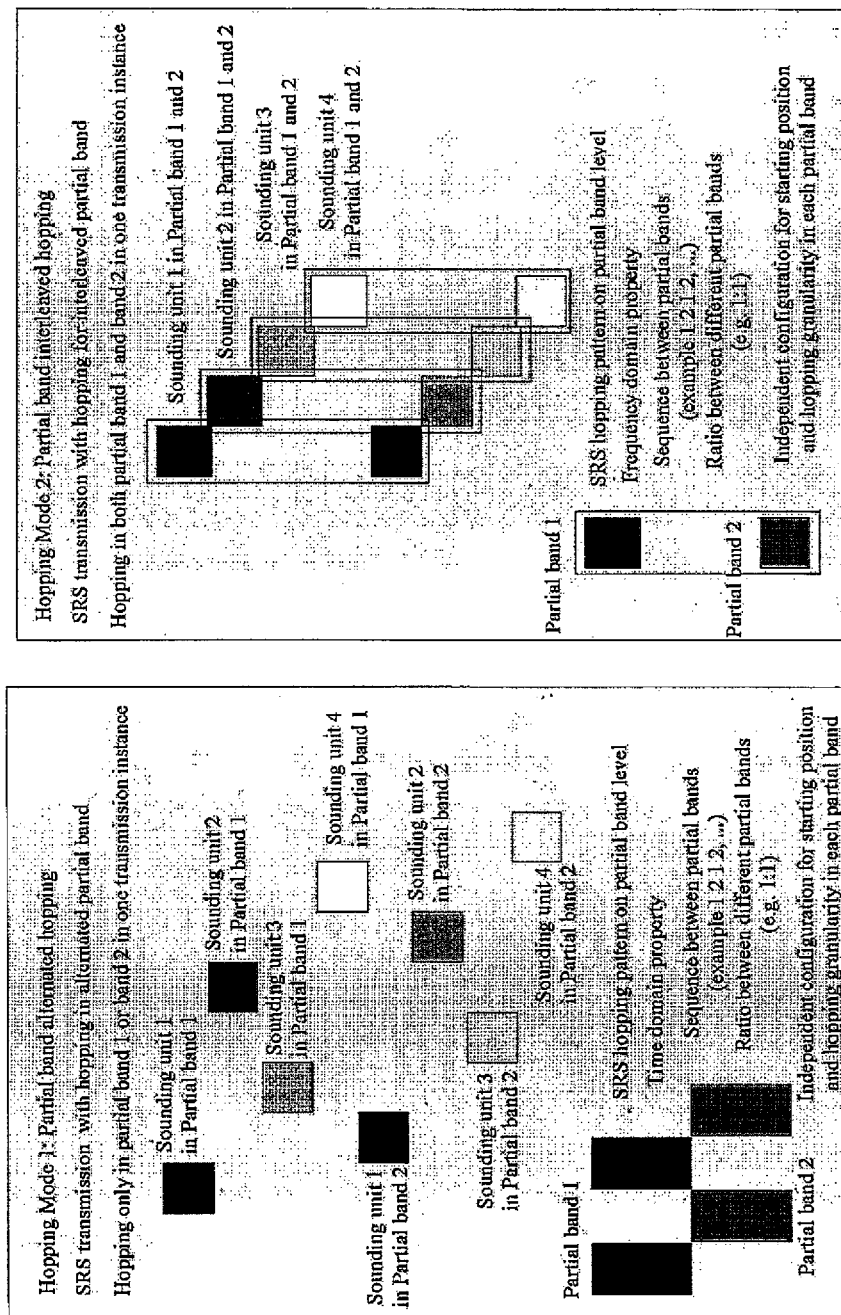 Hopping Mode 1: Partial band alternated hopping
SRS transmission with hopping in alternated partial band
Hopping only in partial band 1 or band 2 in one transmission instance
Sounding unit 1
in Partial band 1
Sounding unit 2
in Partial band 1
Sounding unit 3
in Partial band 1
Sounding unit 4
in Partial band 1
Sounding unit 1
in Partial band 2
Sounding unit 2
in Partial band 2
Sounding unit 3
in Partial band 2
Sounding unit 4
in Partial band 2
Partial band 1
Partial band 2
SRS hopping pattern on partial band level
Time domain property
Sequence between partial bands
(example 1 2 1 2, ...)
Ratio between different partial bands
(e.g. 1:1)
Independent configuration for starting position
and hopping granularity in each partial band
Hopping Mode 2: Partial band interleaved hopping
SRS transmission with hopping for interleaved partial band
Hopping in both partial band 1 and band 2 in one transmission instance
Sounding unit 1 in Partial band 1 and 2
Sounding unit 2 in Partial band 1 and 2
Sounding unit 3
in Partial band 1 and 2
Sounding unit 4
in Partial band 1 and 2
Partial band 1
Partial band 2
SRS hopping pattern on partial band level
Frequency domain property
Sequence between partial bands
(example 1 2 1 2, ...)
Ratio between different partial bands
(e.g. 1:1)
Independent configuration for starting position
and hopping granularity in each partial band